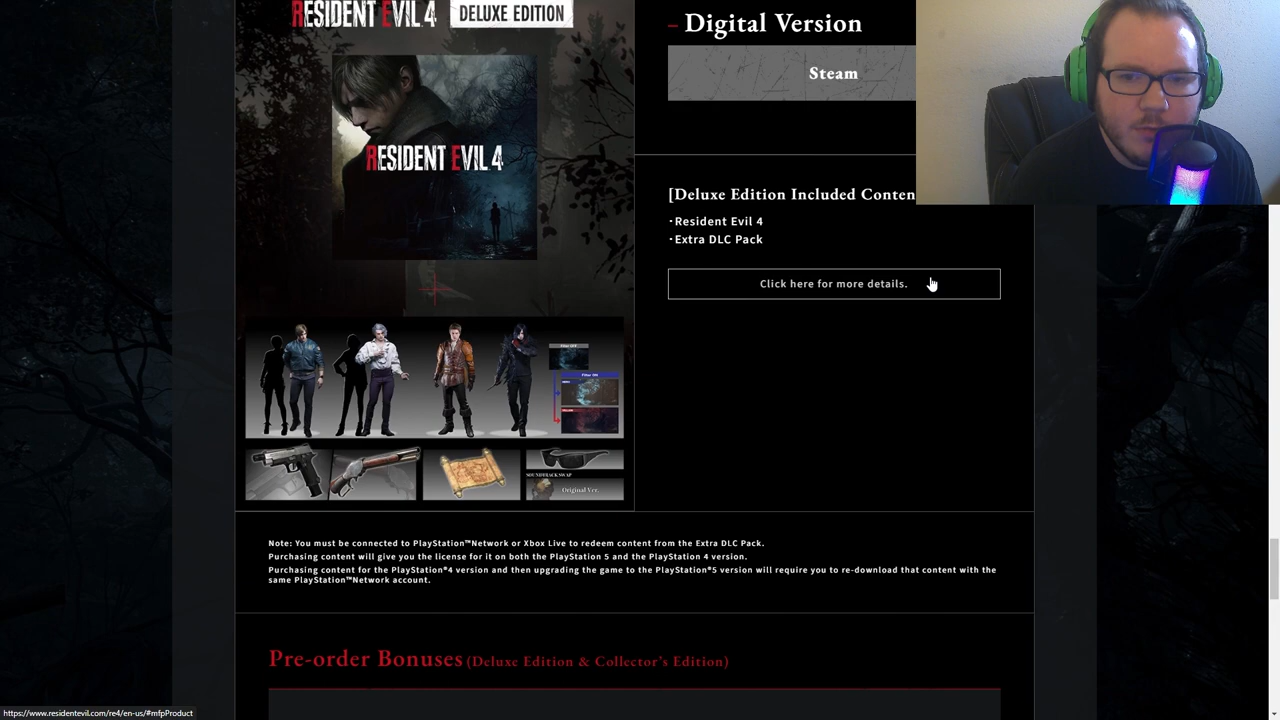 RESIDENT EVIL 4 DELUXE EDITION
RESIDENT EVIL 4
SOUNDTRACK SWAP
Original Ver.
– Digital Version
Steam
[Deluxe Edition Included Conten
・Resident Evil 4
・Extra DLC Pack
Click here for more details.
Note: You must be connected to PlayStation™Network or Xbox Live to redeem content from the Extra DLC Pack.
Purchasing content will give you the license for it on both the PlayStation 5 and the PlayStation 4 version.
Purchasing content for the PlayStation®4 version and then upgrading the game to the PlayStation®5 version will require you to re-download that content with the
same PlayStation™Network account.
Pre-order Bonuses (Deluxe Edition & Collector's Edition)
https://www.residentevil.com/re4/en-us/#mfpProduct